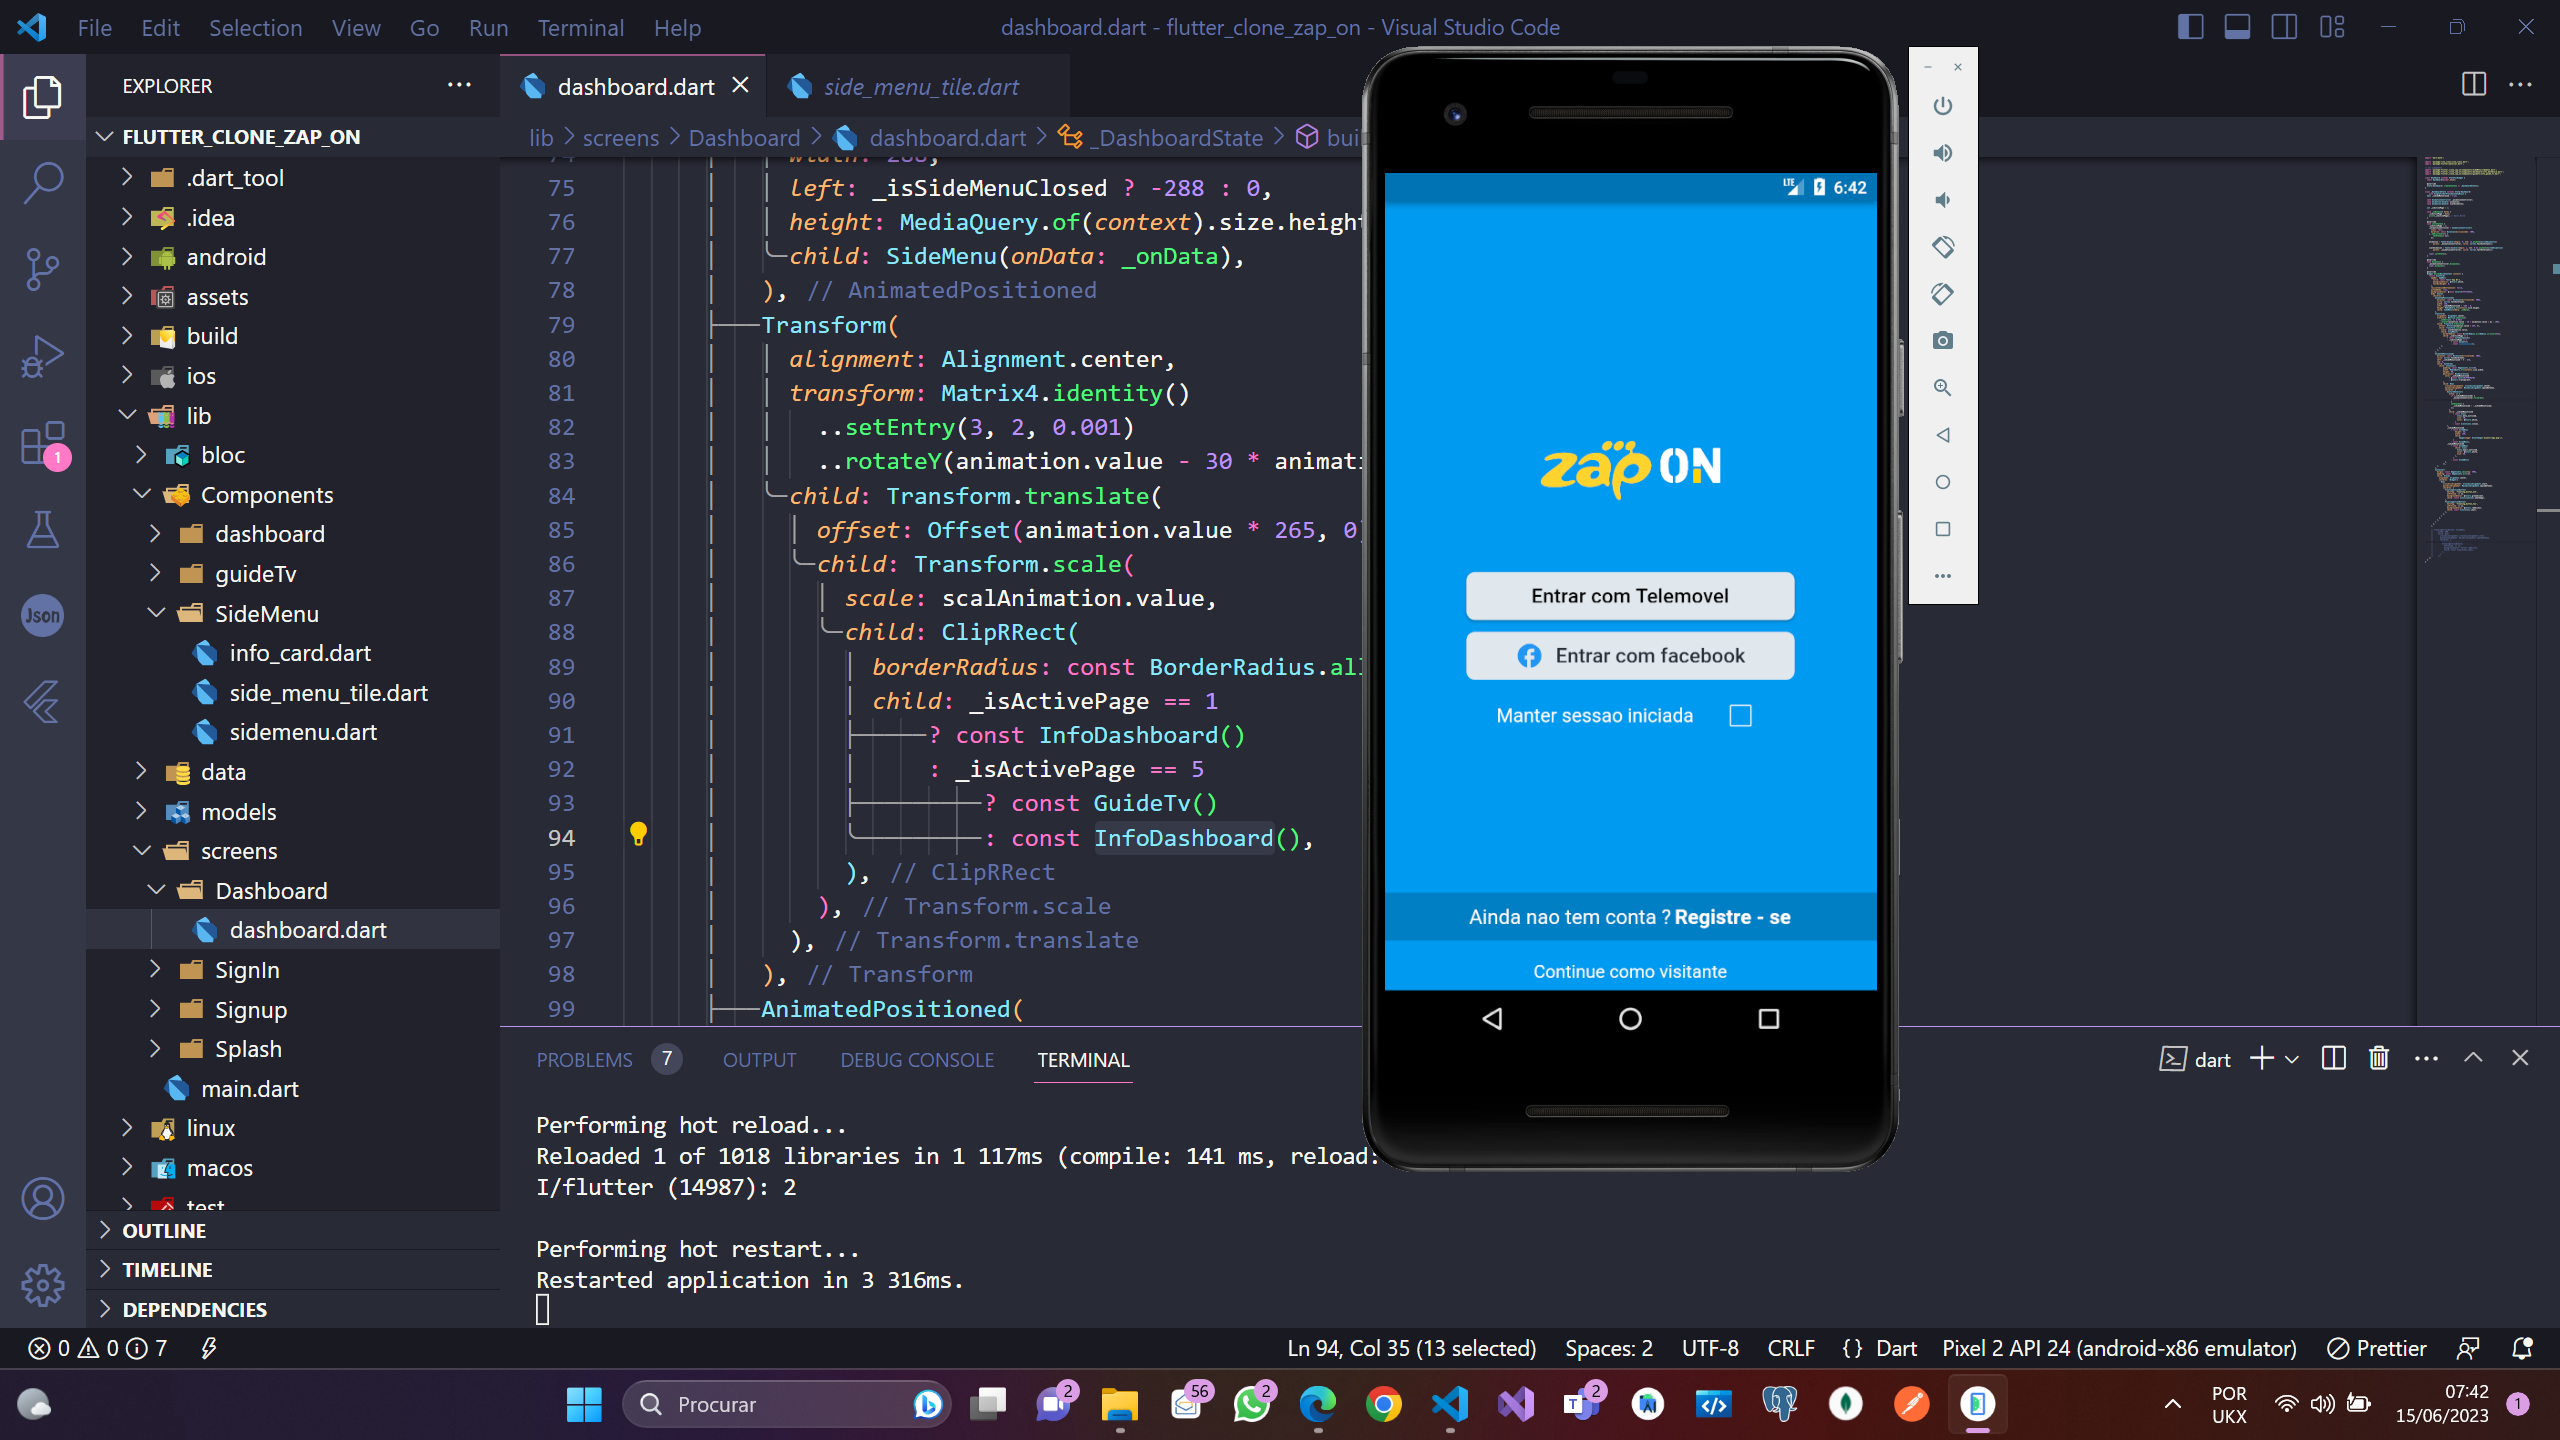 File Edit Selection View Go Run Terminal Help
dashboard.dart - flutter_clone_zap_on - Visual Studio Code
EXPLORER
FLUTTER_CLONE_ZAP_ON
.dart_tool
.idea
android
assets
build
ios
lib
bloc
Components
dashboard
guideTv
SideMenu
info_card.dart
side_menu_tile.dart
sidemenu.dart
data
models
screens
Dashboard
dashboard.dart
SignIn
Signup
Splash
main.dart
linux
macos
test
OUTLINE
TIMELINE
DEPENDENCIES
1
Json
dashboard.dart
side_menu_tile.dart
lib > screens > Dashboard > dashboard.dart > _DashboardState >
74 width: 288,
75 left: _isSideMenuClosed ? -288 : 0,
76 height: MediaQuery.of(context).size.height
77 child: SideMenu(onData: _onData),
78 ), // AnimatedPositioned
79 Transform(
80 alignment: Alignment.center,
81 transform: Matrix4.identity()
82 ..setEntry(3, 2, 0.001)
83 ..rotateY(animation.value - 30 *
84 child: Transform.translate(
85 offset: Offset(animation.value * 265, 0)
86 child: Transform.scale(
87 scale: scalAnimation.value,
88 child: ClipRRect(
89 borderRadius: const BorderRadius.all
90 child: _isActivePage == 1
91 ? const InfoDashboard()
92 : _isActivePage == 5
93 ? const GuideTv()
94 : const InfoDashboard(),
95 ), // ClipRRect
96 ), // Transform.scale
97 ), // Transform.translate
98 ), // Transform
99 AnimatedPositioned(
LTE 6:42
zap ON
Entrar com Telemovel
Entrar com facebook
Manter sessao iniciada
Ainda nao tem conta ? Registre - se
Continue como visitante
PROBLEMS 7 OUTPUT DEBUG CONSOLE TERMINAL
dart
Performing hot reload...
Reloaded 1 of 1018 libraries in 1 117ms (compile: 141 ms, reload:
I/flutter (14987): 2
Performing hot restart...
Restarted application in 3 316ms.
0 0 7
Ln 94, Col 35 (13 selected) Spaces: 2 UTF-8 CRLF {} Dart Pixel 2 API 24 (android-x86 emulator) Prettier
Procurar
2
56
2
2
POR
UKX
07:42
15/06/2023
1